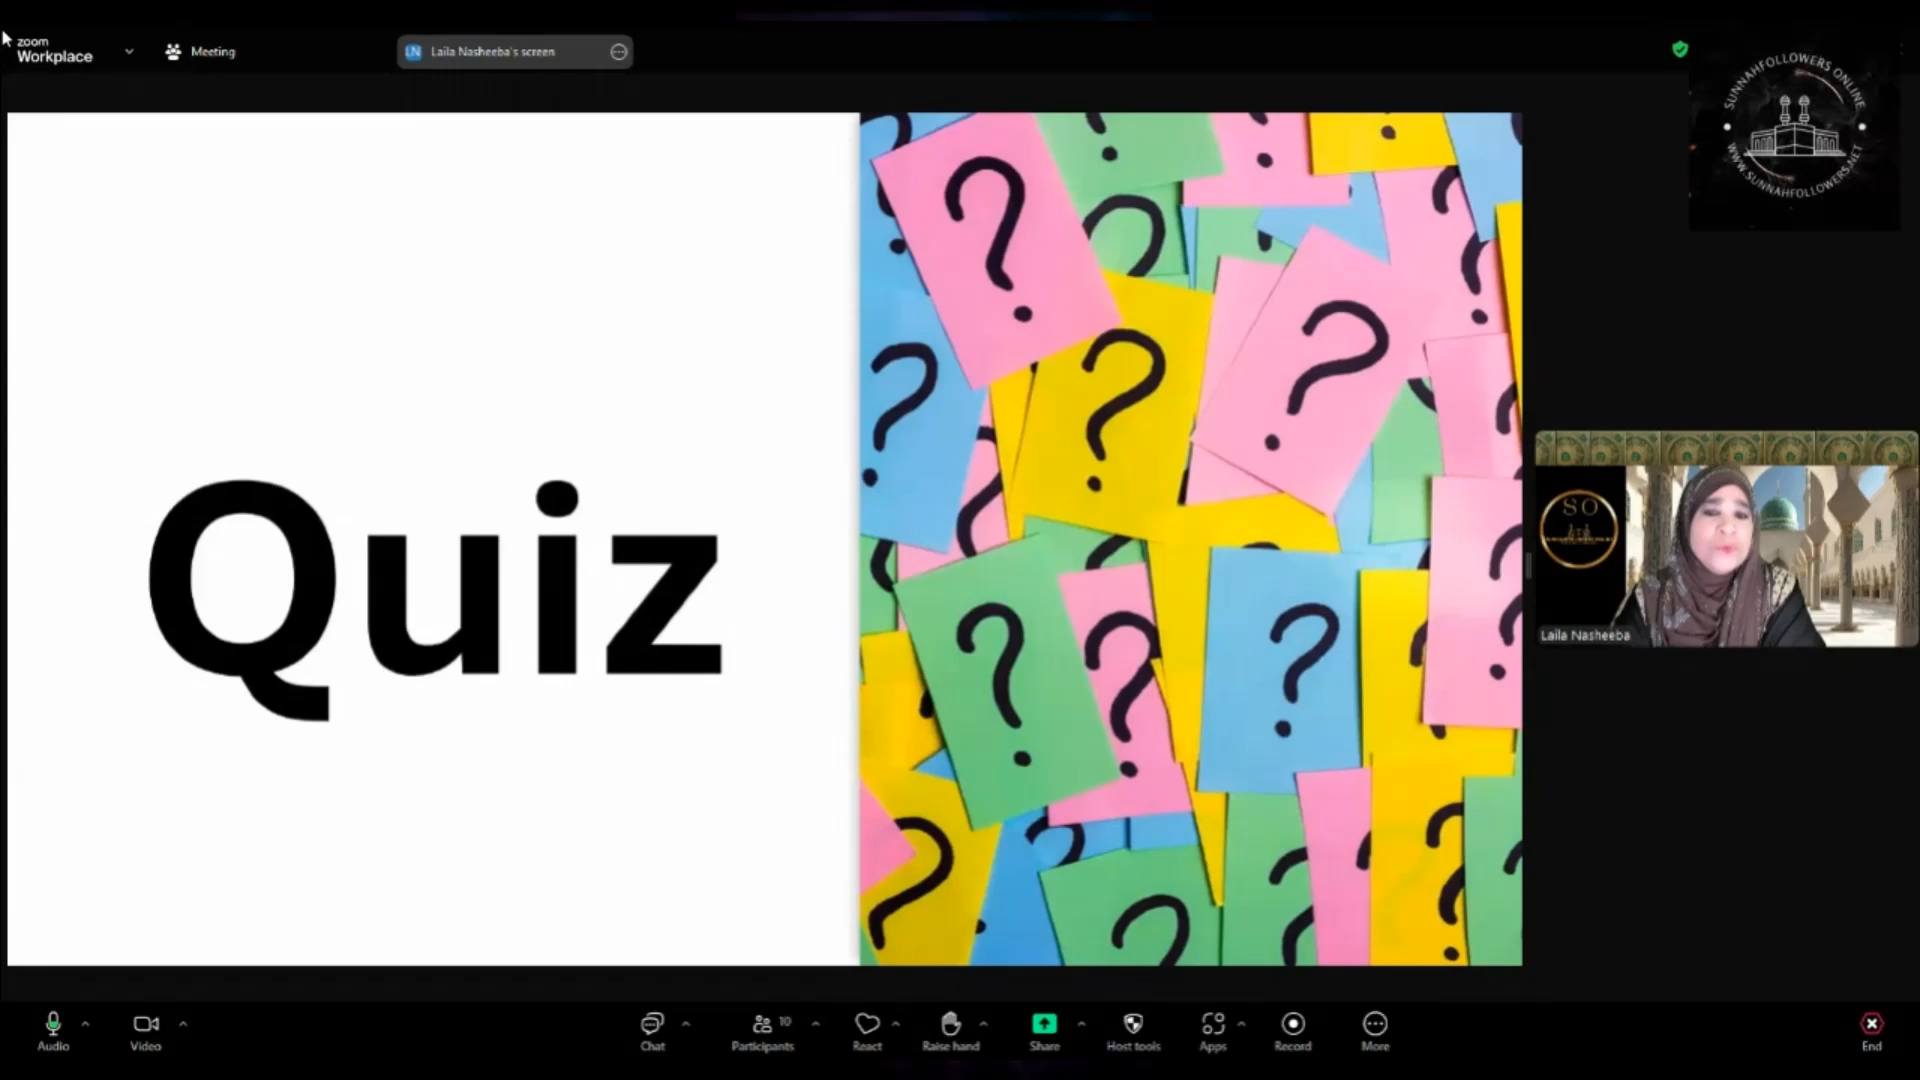 zoom
Workplace
Meeting
LN
Laila Nasheeba's screen
SUNNAHFOLLOWERS ONLINE
WWW.SUNNAHFOLLOWERS.NET
Quiz
? ? ? ? ? ? ? ?
SO
Laila Nasheeba
Audio
Video
Chat
10
Participants
React
Raise hand
Share
Host tools
Apps
Record
More
End